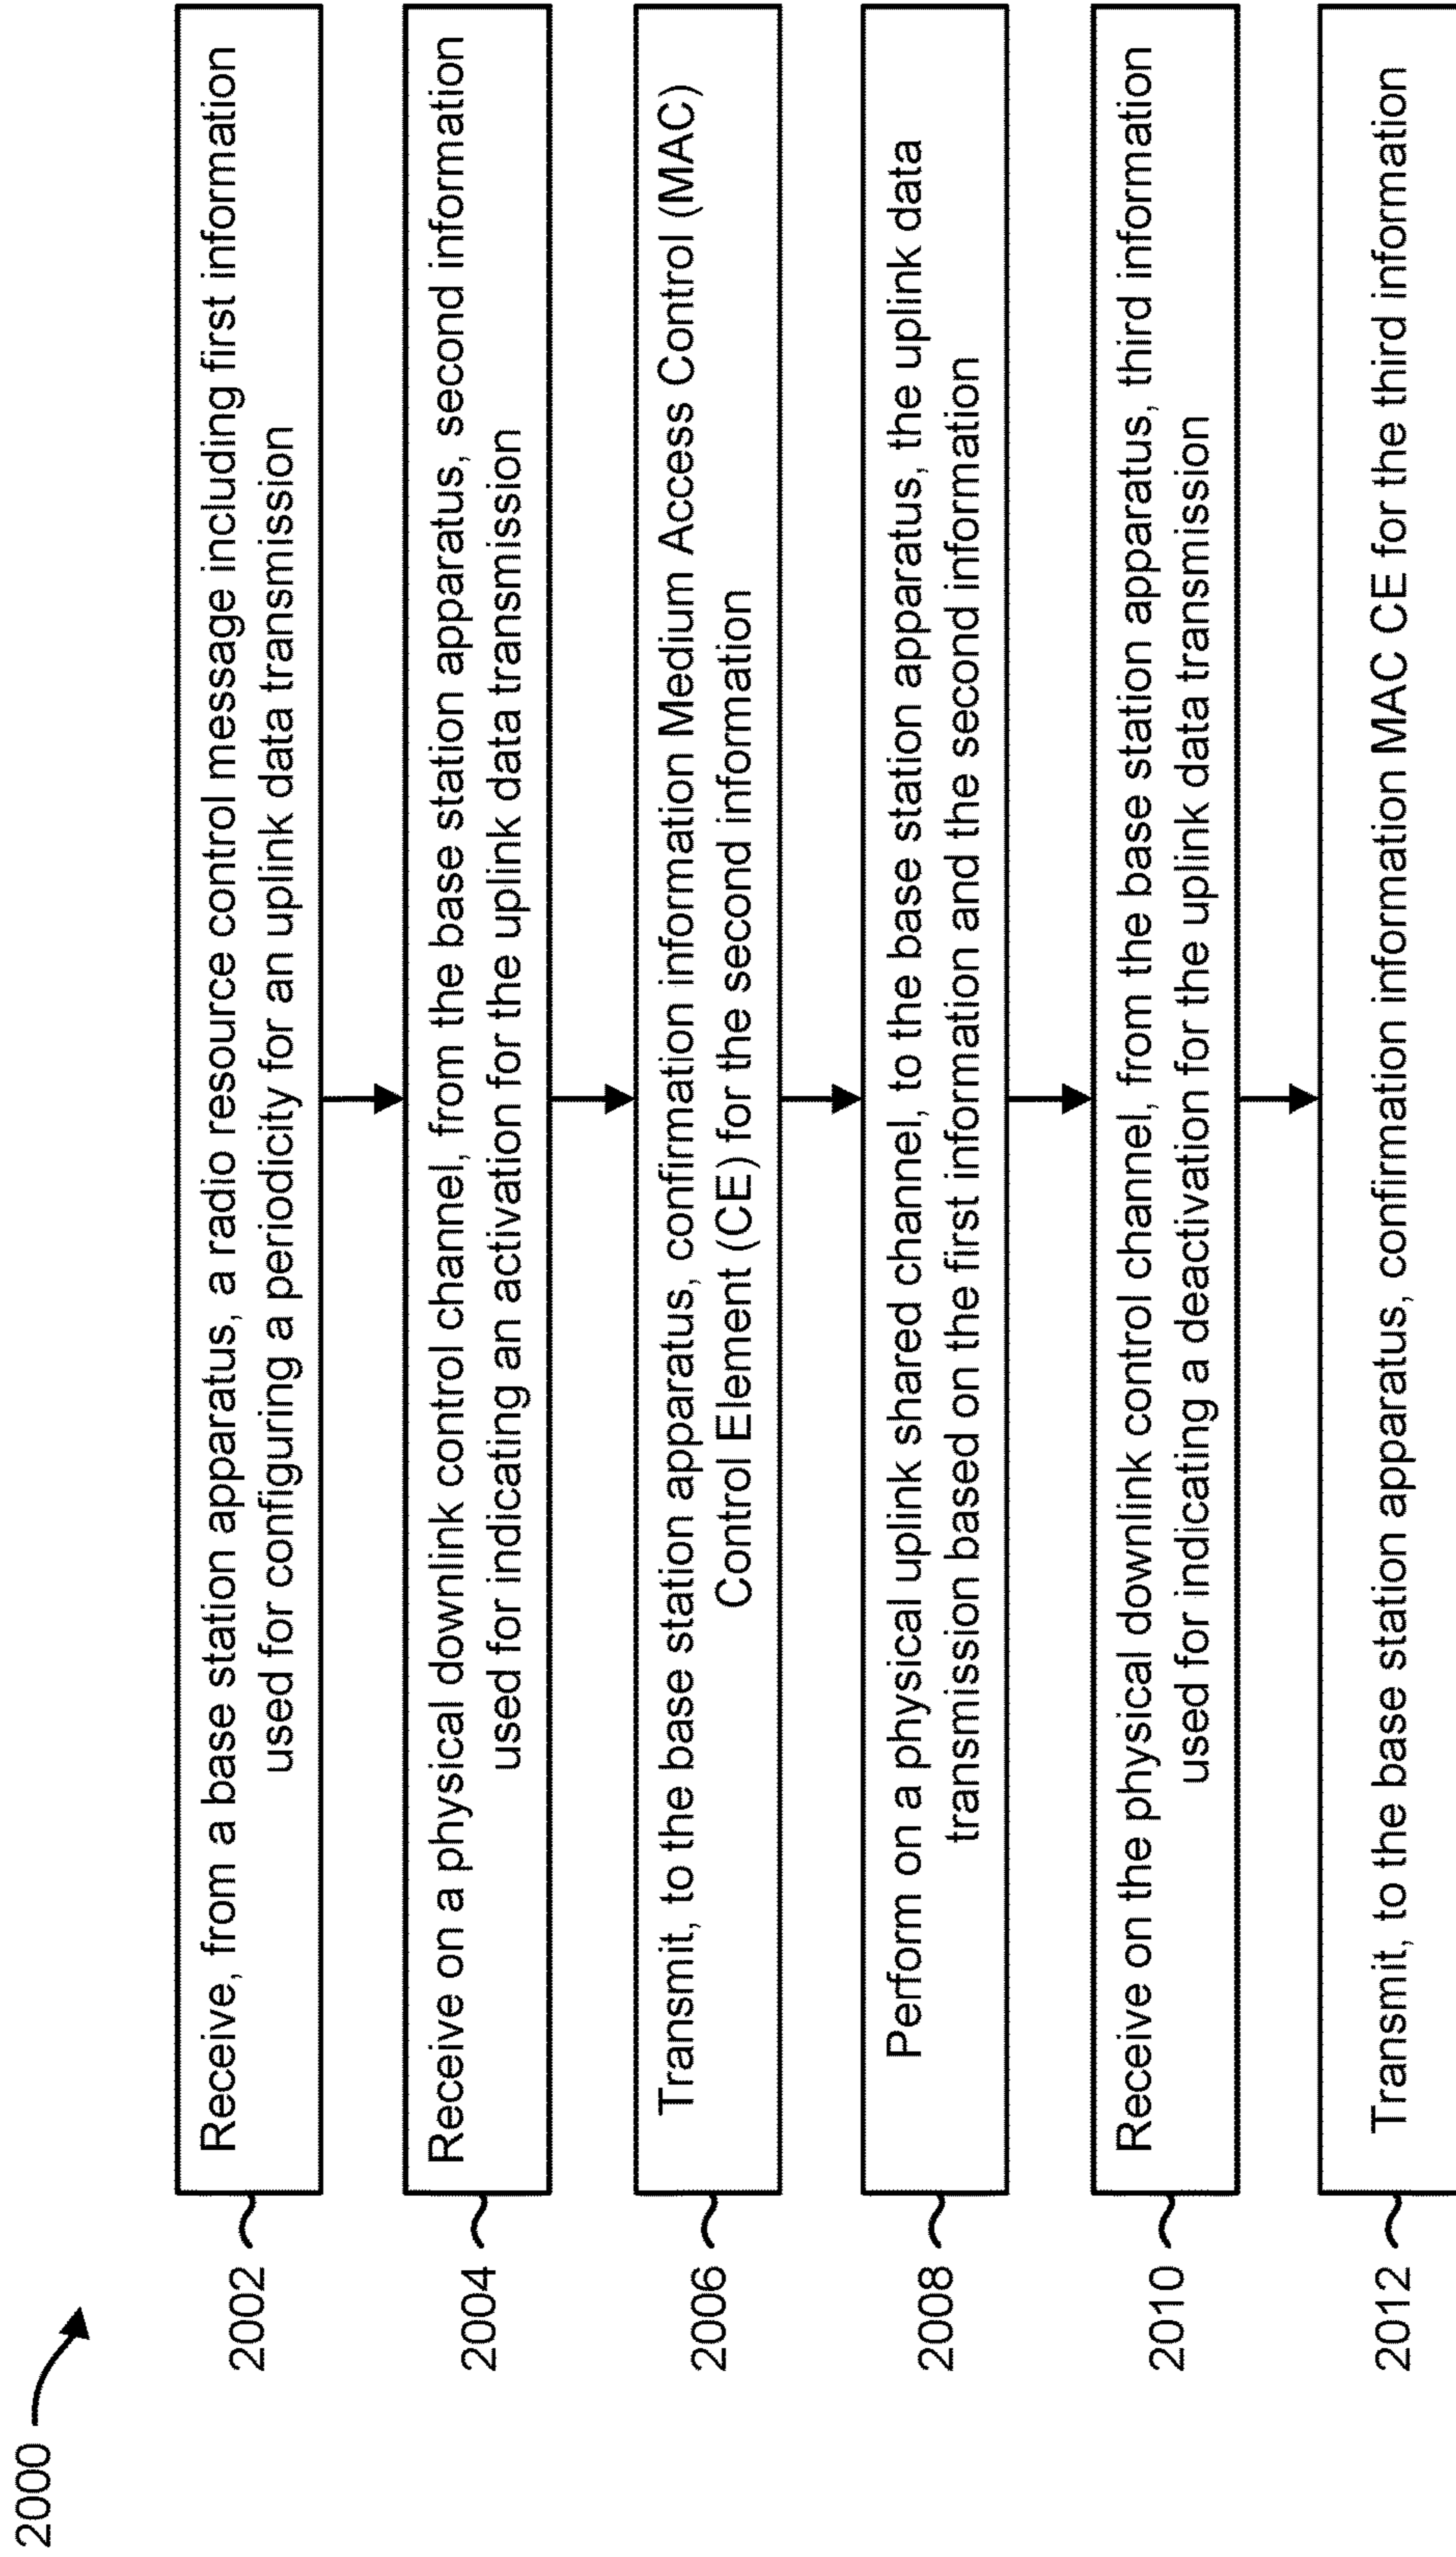 2000
2002
Receive, from a base station apparatus, a radio resource control message including first information
used for configuring a periodicity for an uplink data transmission
2004
Receive on a physical downlink control channel, from the base station apparatus, second information
used for indicating an activation for the uplink data transmission
2006
Transmit, to the base station apparatus, confirmation information Medium Access Control (MAC)
Control Element (CE) for the second information
2008
Perform on a physical uplink shared channel, to the base station apparatus, the uplink data
transmission based on the first information and the second information
2010
Receive on the physical downlink control channel, from the base station apparatus, third information
used for indicating a deactivation for the uplink data transmission
2012
Transmit, to the base station apparatus, confirmation information MAC CE for the third information